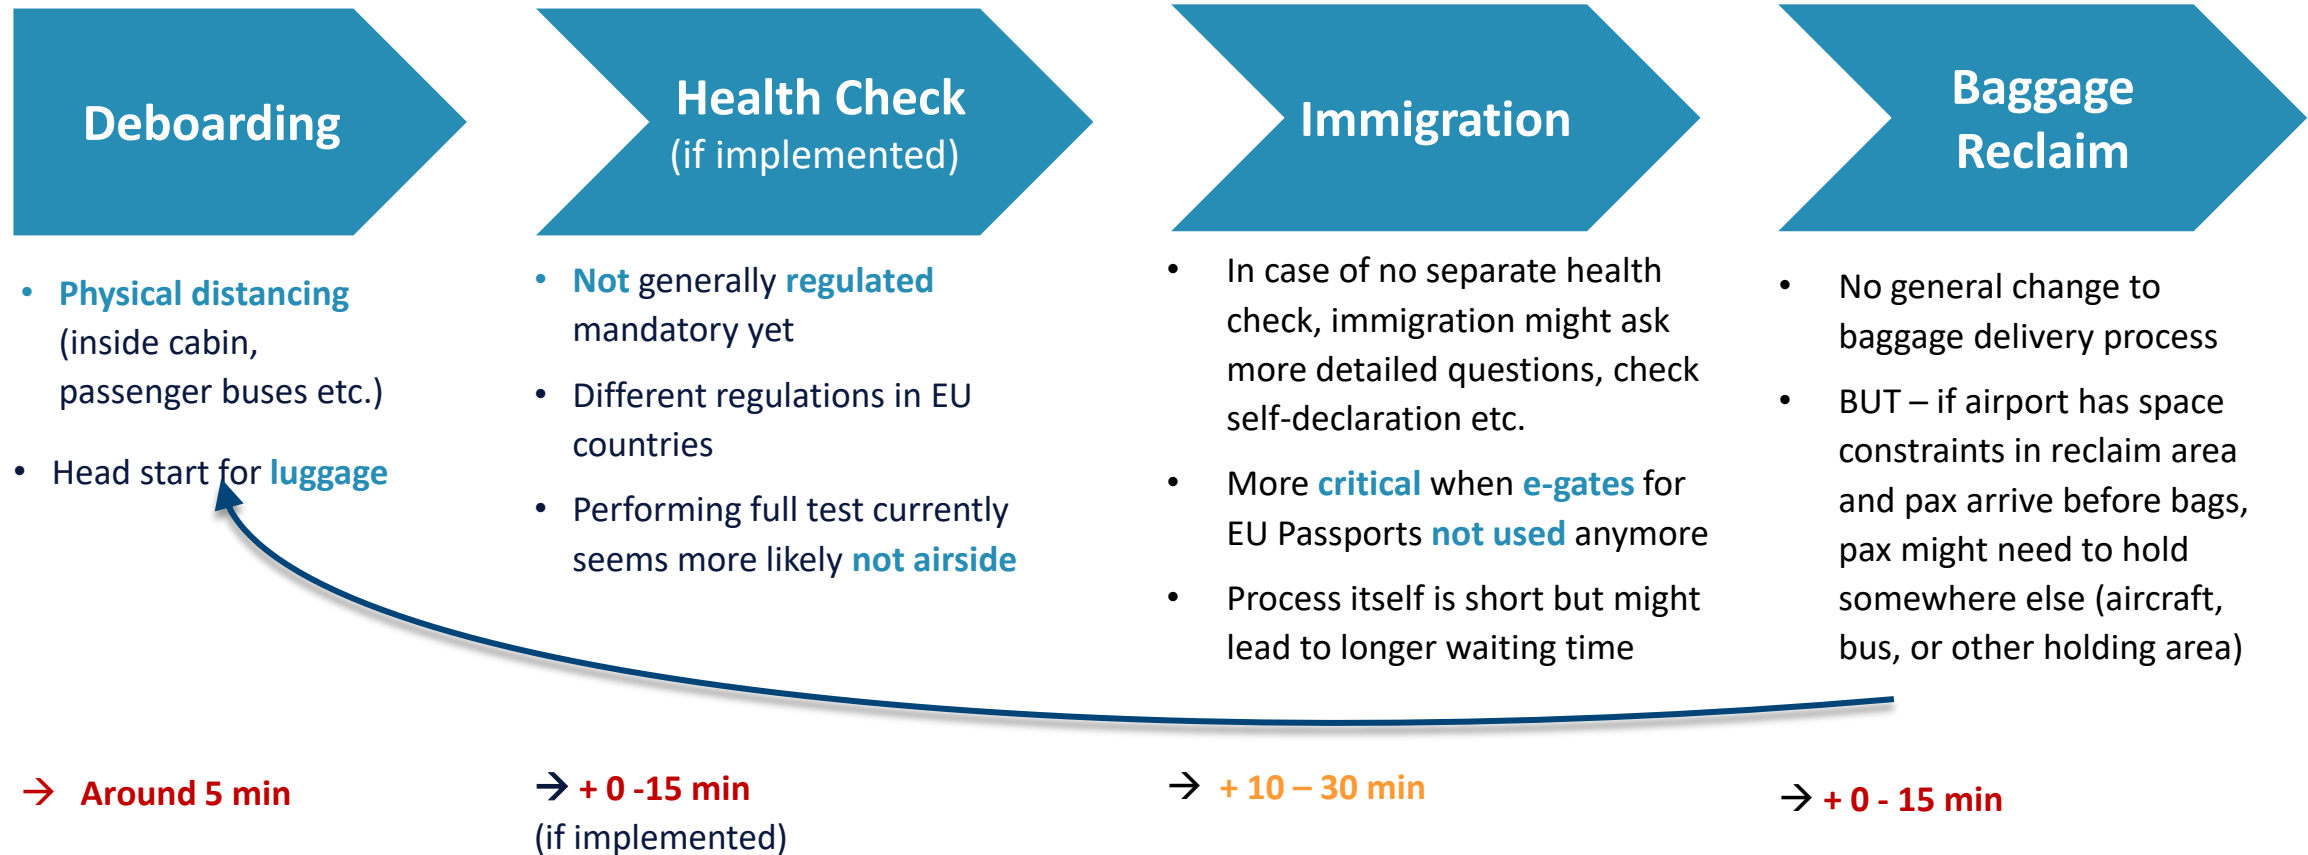 Deboarding
• Physical distancing
(inside cabin,
passenger buses etc.)
• Head start for luggage
→ Around 5 min
Health Check
(if implemented)
• Not generally regulated
mandatory yet
• Different regulations in EU
countries
• Performing full test currently
seems more likely not airside
→ + 0 -15 min
(if implemented)
Immigration
• In case of no separate health
check, immigration might ask
more detailed questions, check
self-declaration etc.
• More critical when e-gates for
EU Passports not used anymore
• Process itself is short but might
lead to longer waiting time
→ + 10 – 30 min
Baggage
Reclaim
• No general change to
baggage delivery process
• BUT – if airport has space
constraints in reclaim area
and pax arrive before bags,
pax might need to hold
somewhere else (aircraft,
bus, or other holding area)
→ + 0 - 15 min